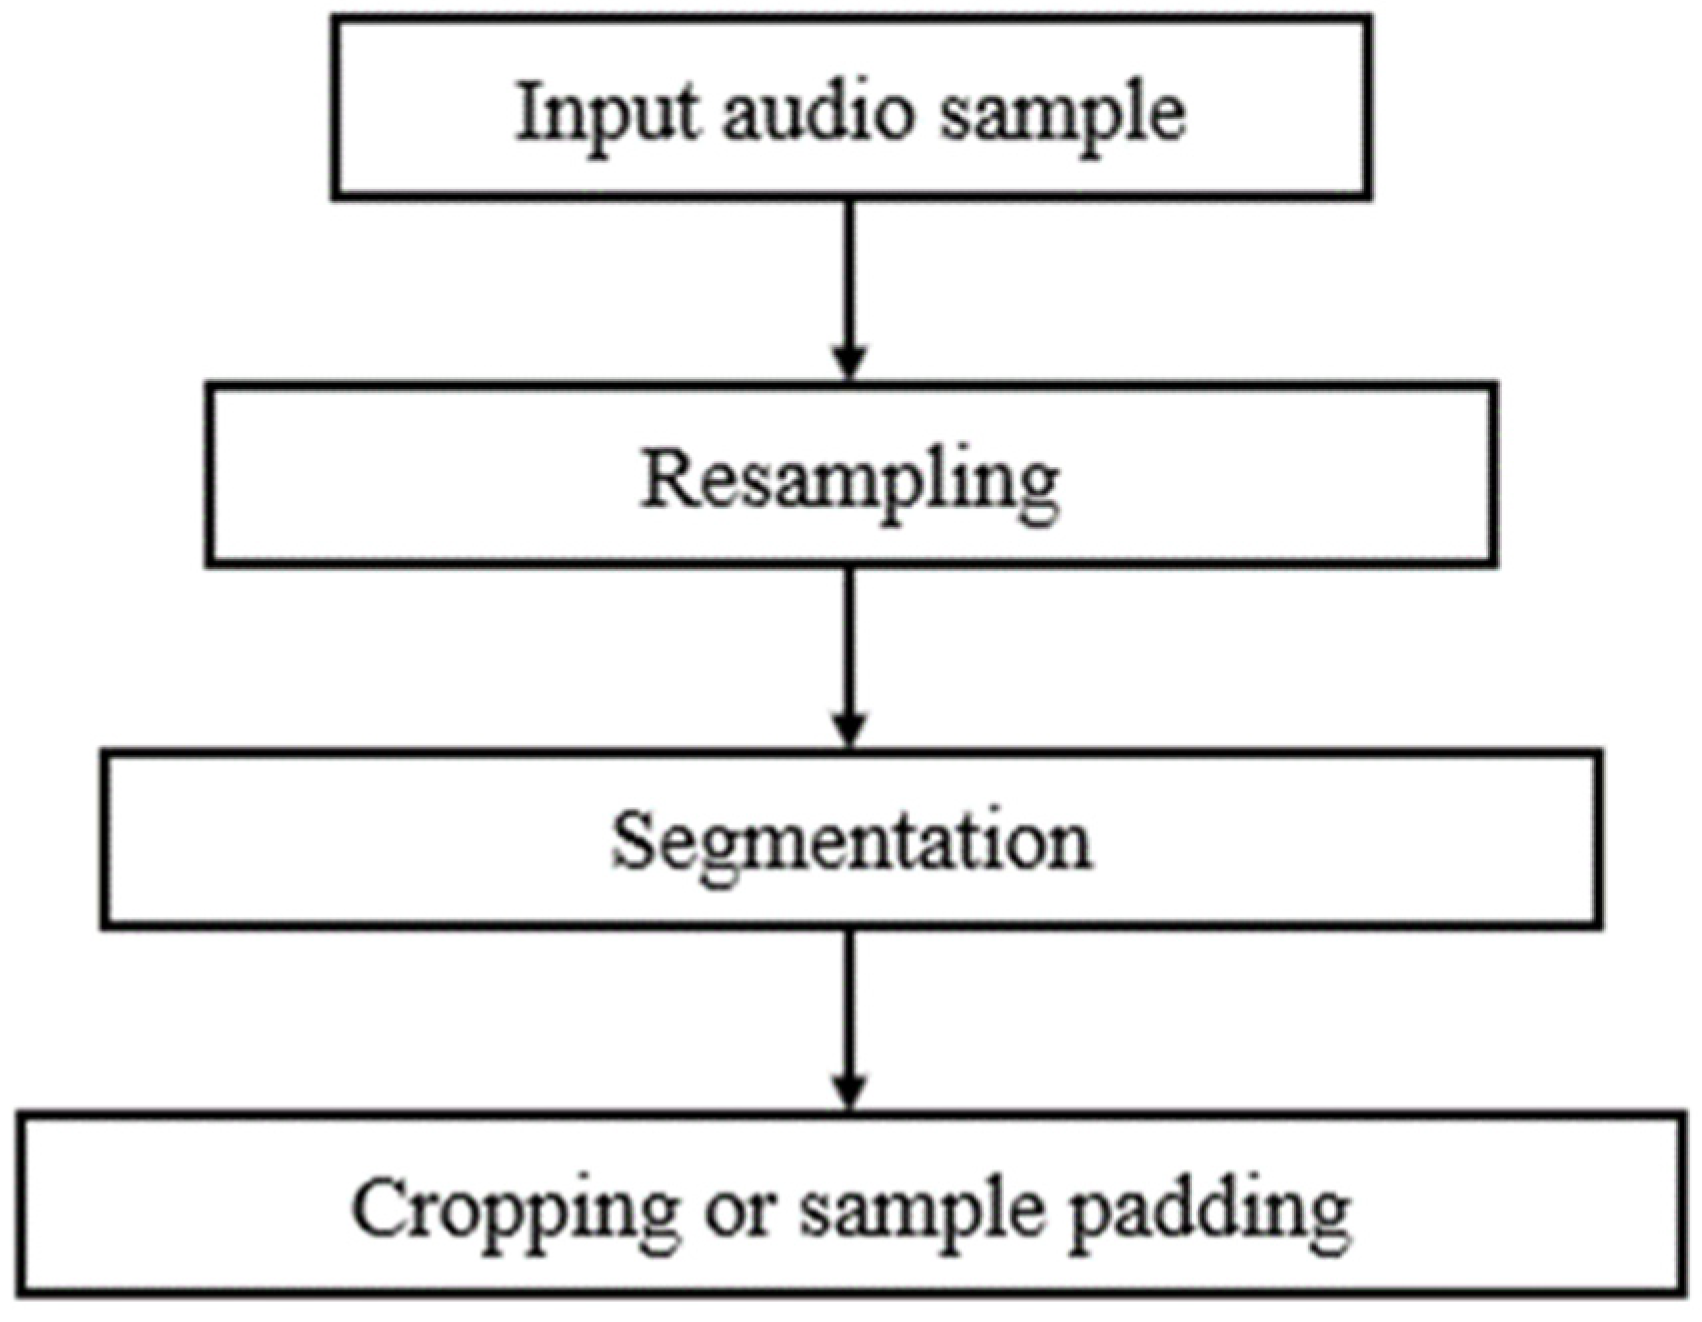 Input audio sample
Resampling
Segmentation
Cropping or sample padding